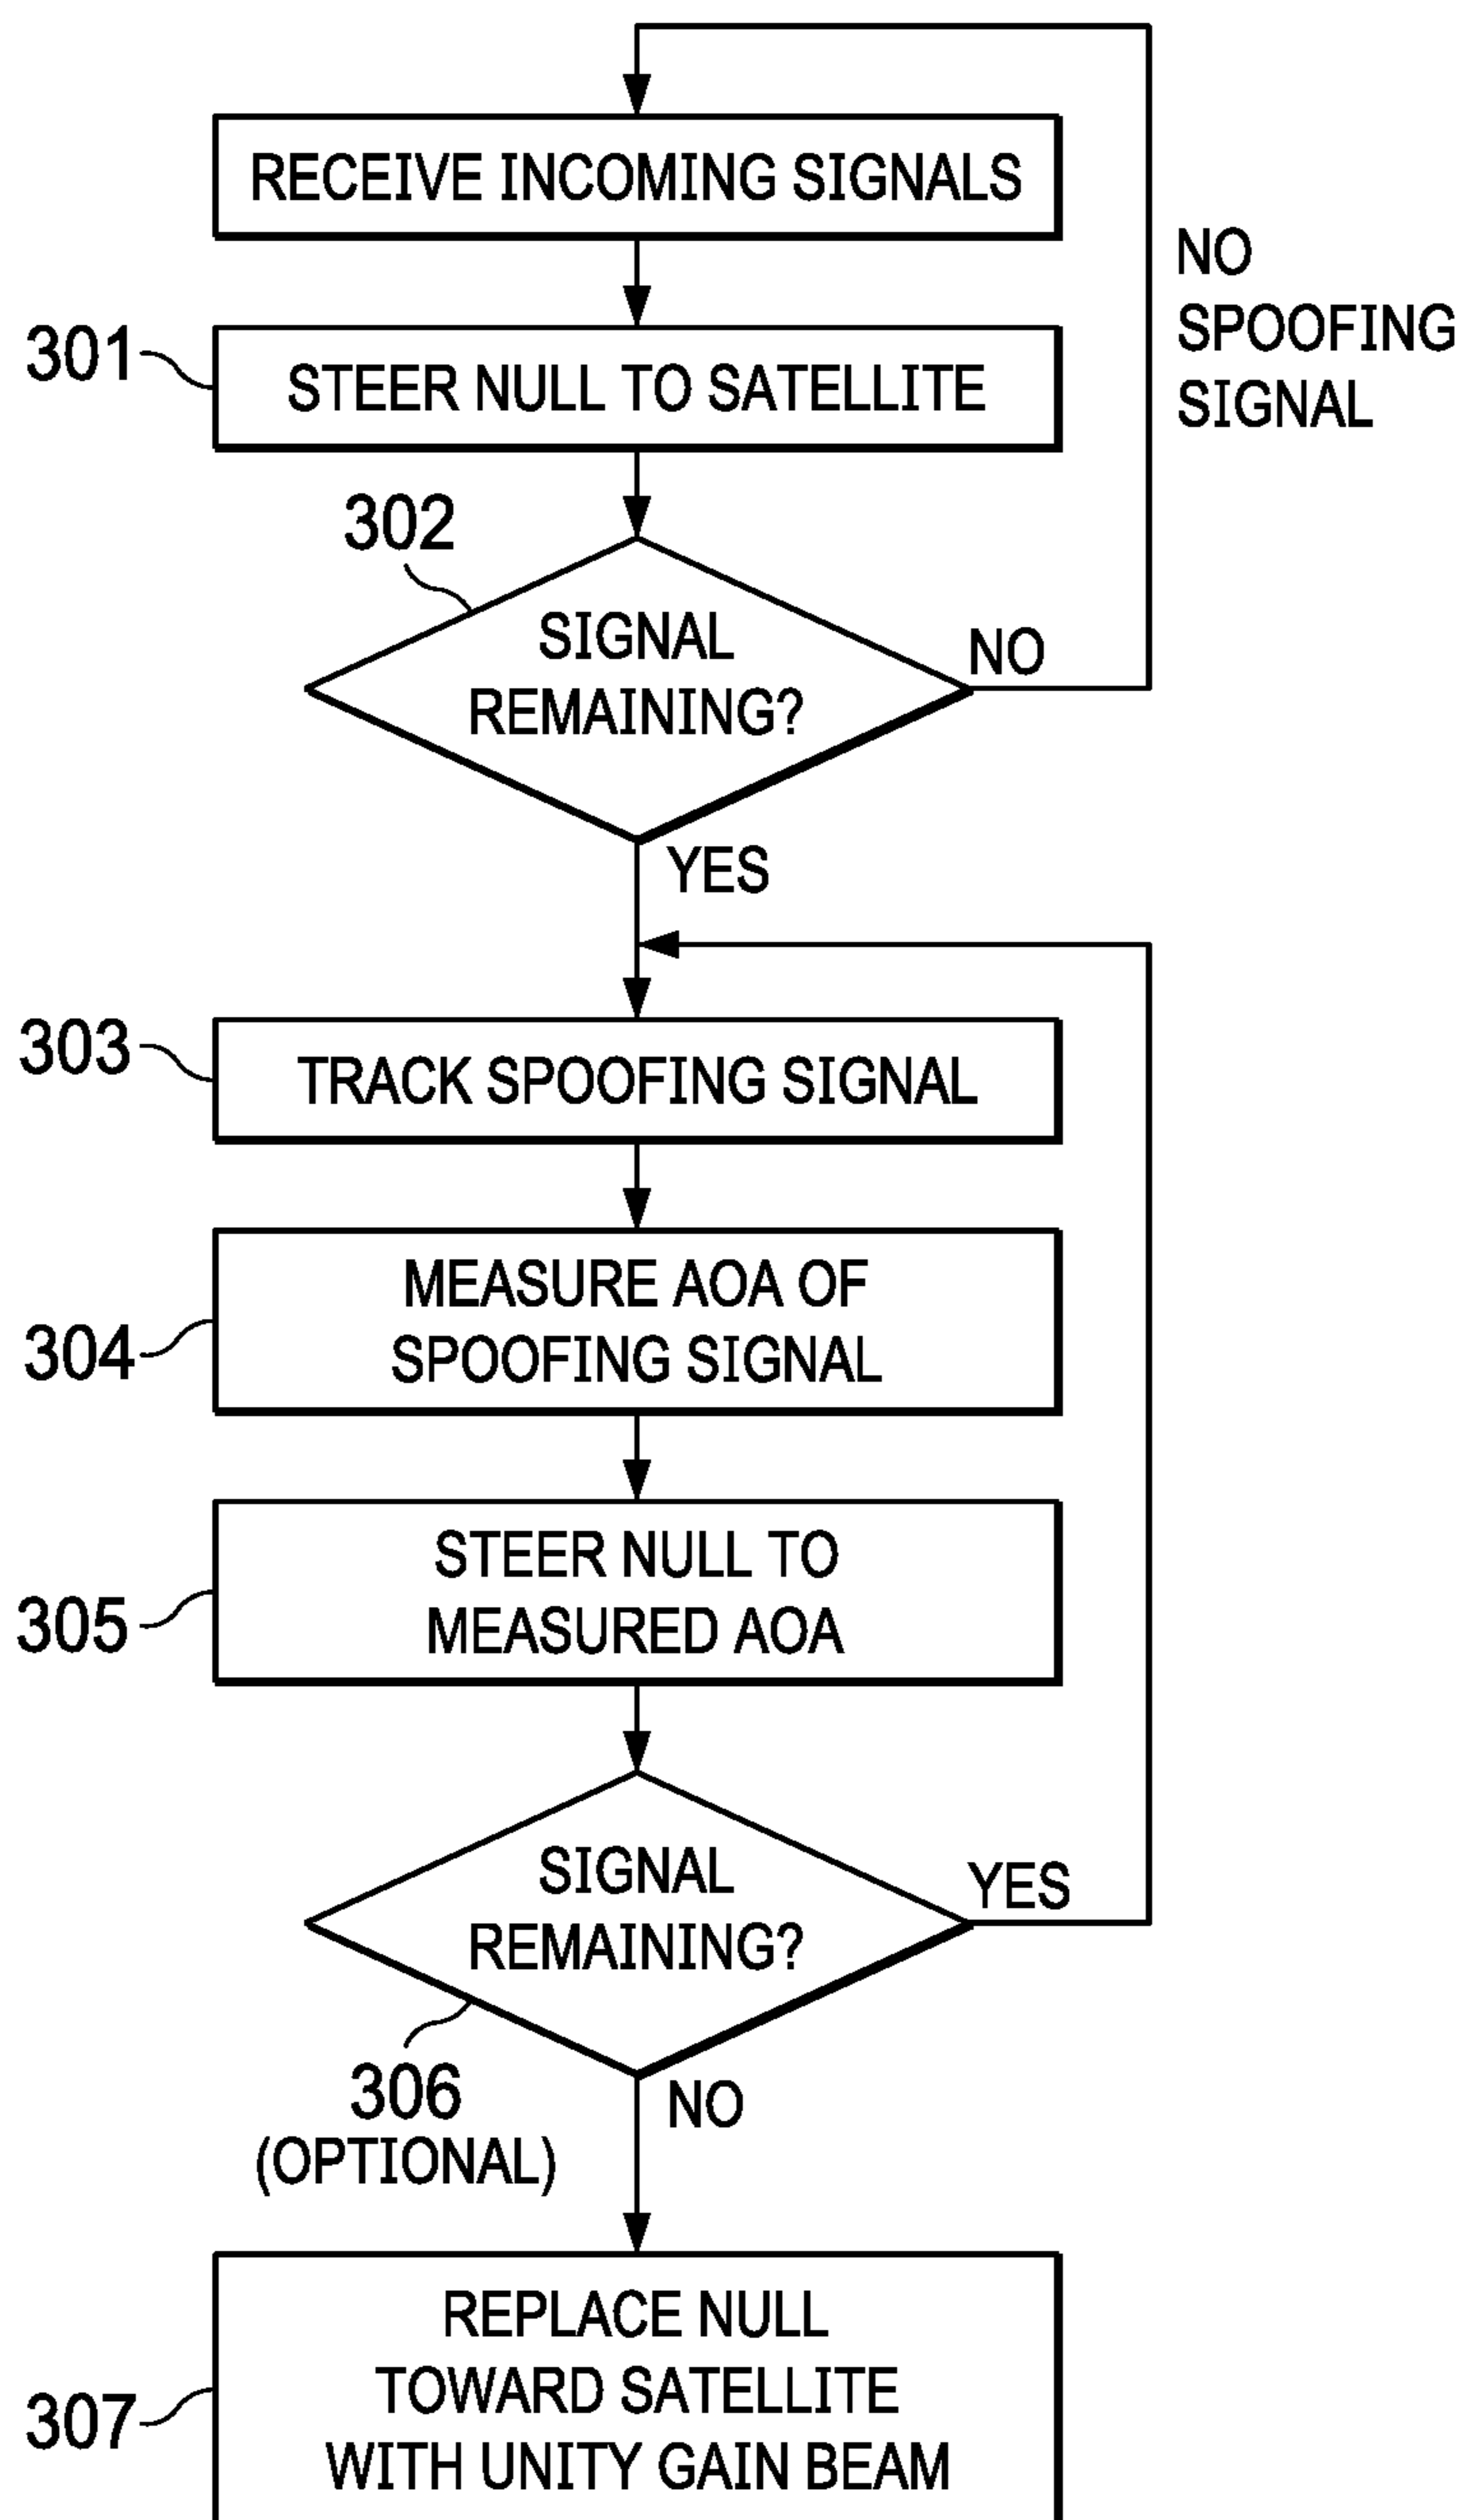 RECEIVE INCOMING SIGNALS
NO
SPOOFING
SIGNAL
301
STEER NULL TO SATELLITE
302
SIGNAL
REMAINING?
NO
YES
303
TRACK SPOOFING SIGNAL
304
MEASURE AOA OF
SPOOFING SIGNAL
305
STEER NULL TO
MEASURED AOA
SIGNAL
REMAINING?
YES
306
(OPTIONAL)
NO
307
REPLACE NULL
TOWARD SATELLITE
WITH UNITY GAIN BEAM